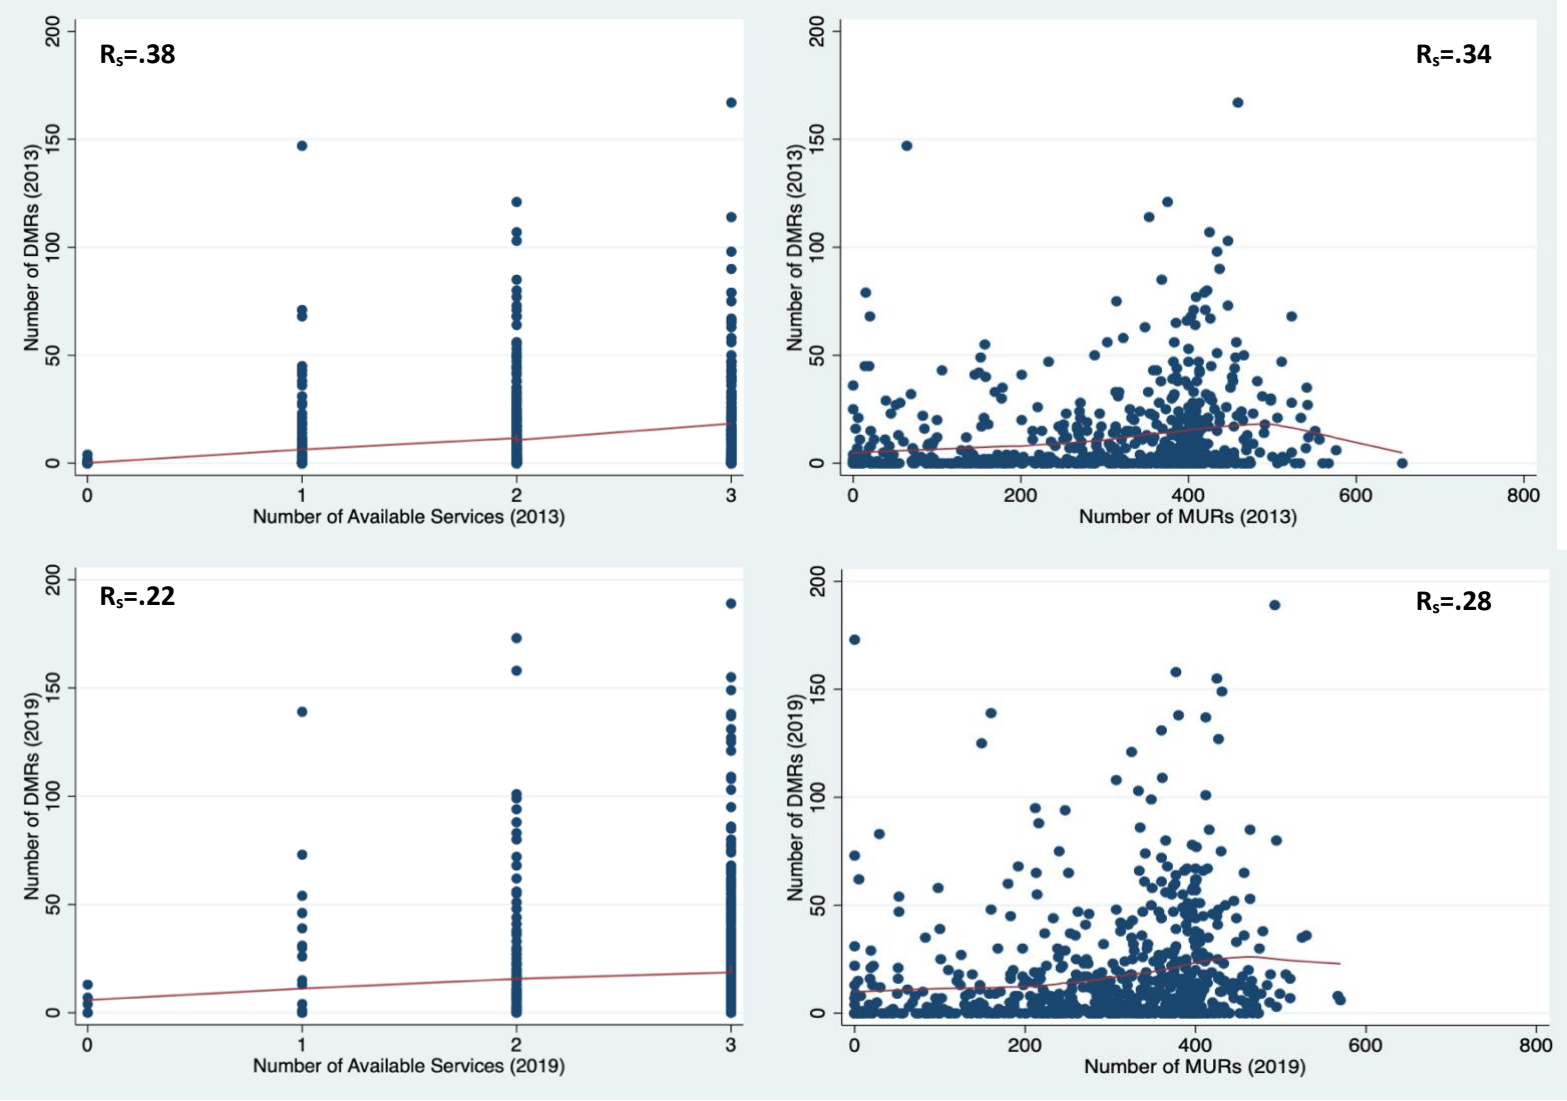 R_s=.38
200
150
100
50
0
Number of DMRs (2013)
0 1 2 3
Number of Available Services (2013)
R_s=.34
200
150
100
50
0
Number of DMRs (2013)
0 200 400 600 800
Number of MURs (2013)
R_s=.22
200
150
100
50
0
Number of DMRs (2019)
0 1 2 3
Number of Available Services (2019)
R_s=.28
200
150
100
50
0
Number of DMRs (2019)
0 200 400 600 800
Number of MURs (2019)